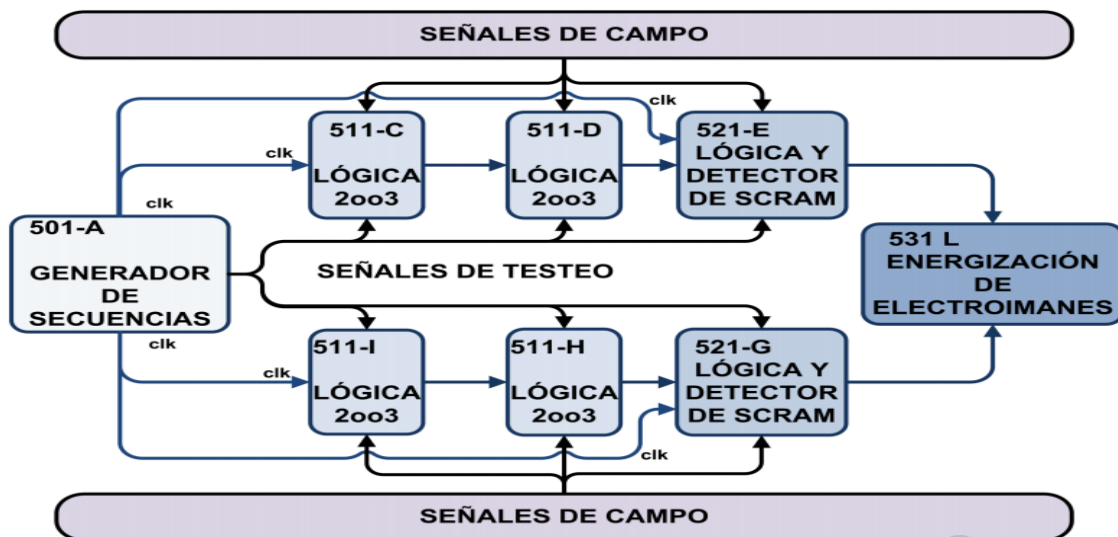 SEÑALES DE CAMPO
clk
511-C
LÓGICA
2oo3
511-D
LÓGICA
2oo3
521-E
LÓGICA Y
DETECTOR
DE SCRAM
clk
clk
501-A
GENERADOR
DE
SECUENCIAS
SEÑALES DE TESTEO
531 L
ENERGIZACIÓN
DE
ELECTROIMANES
clk
clk
511-I
LÓGICA
2oo3
511-H
LÓGICA
2oo3
521-G
LÓGICA Y
DETECTOR
DE SCRAM
clk
SEÑALES DE CAMPO